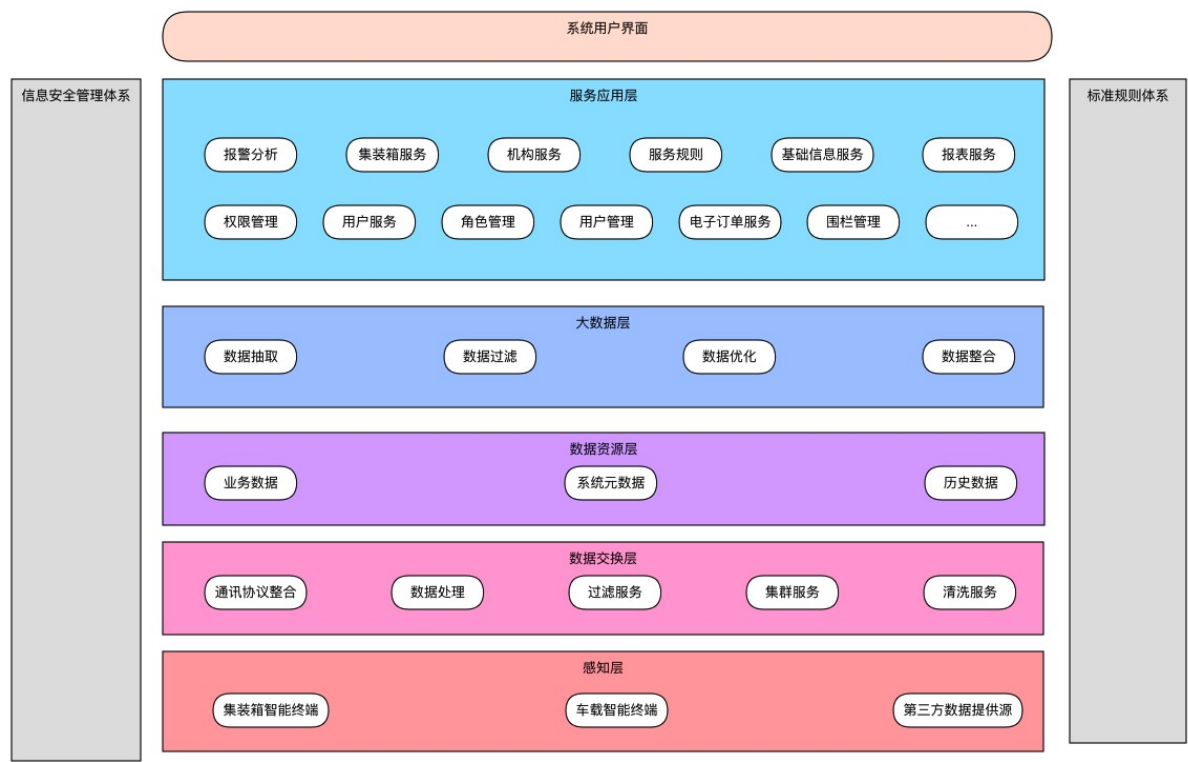 系统用户界面
信息安全管理体系
服务应用层
标准规则体系
报警分析
集装箱服务
机构服务
服务规则
基础信息服务
报表服务
权限管理
用户服务
角色管理
用户管理
电子订单服务
围栏管理
...
大数据层
数据抽取
数据过滤
数据优化
数据整合
数据资源层
业务数据
系统元数据
历史数据
数据交换层
通讯协议整合
数据处理
过滤服务
集群服务
清洗服务
感知层
集装箱智能终端
车载智能终端
第三方数据提供源